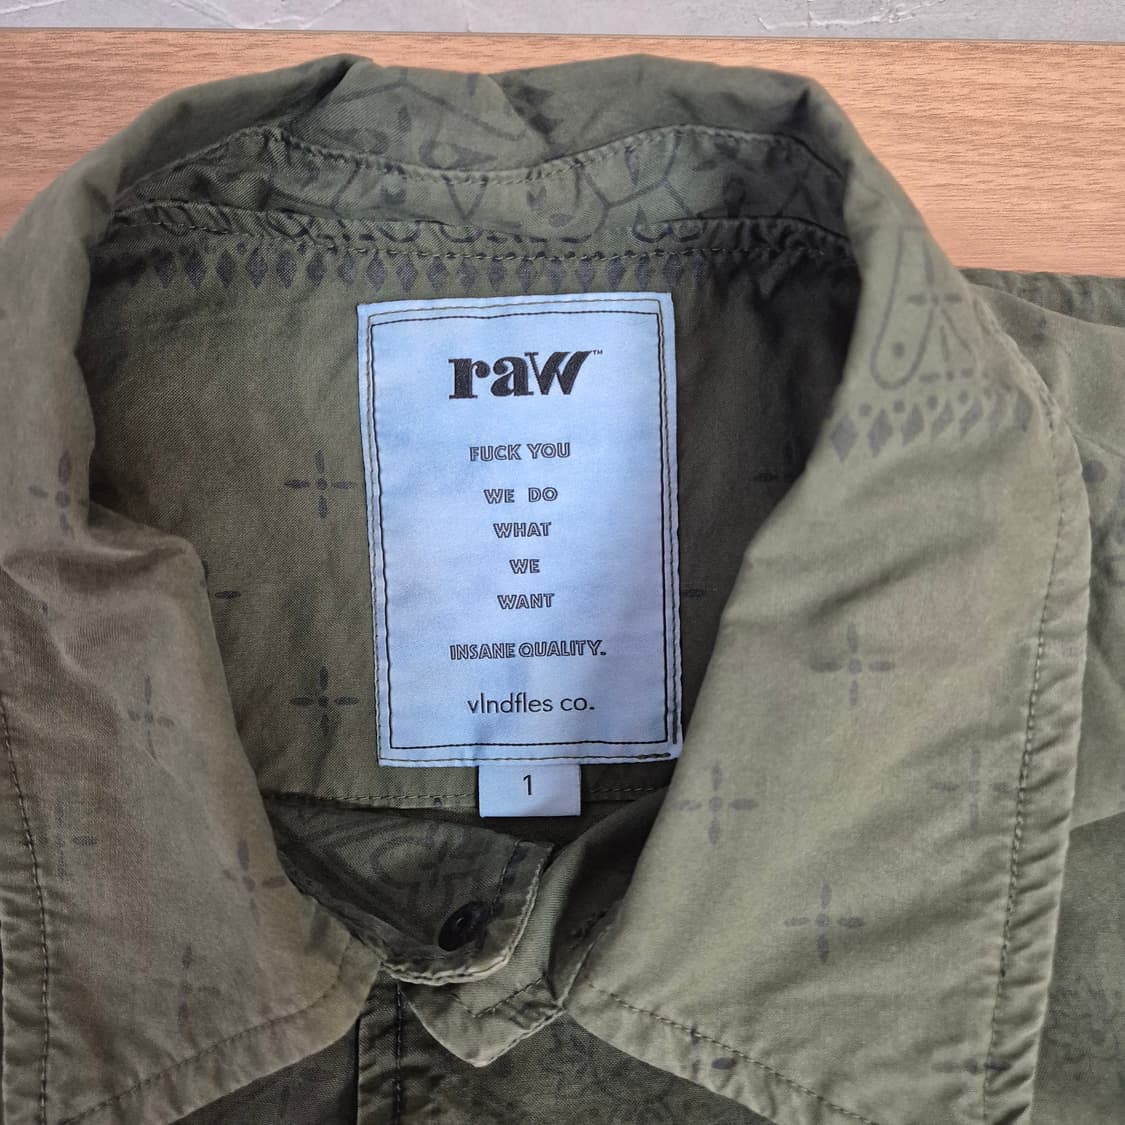 raw™
FUCK YOU
WE DO
WHAT
WE
WANT
INSANE QUALITY.
vlndfles co.
1